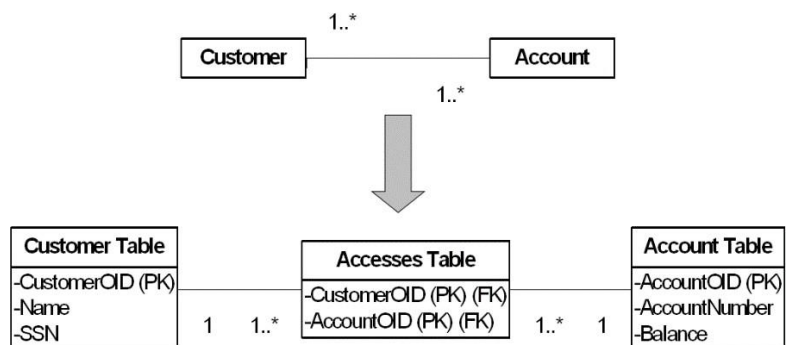 1..*
Customer
Account
1..*
Customer Table
-CustomerOID (PK)
-Name
-SSN
1
1..*
Accesses Table
-CustomerOID (PK) (FK)
-AccountOID (PK) (FK)
1..*
1
Account Table
-AccountOID (PK)
-AccountNumber
-Balance